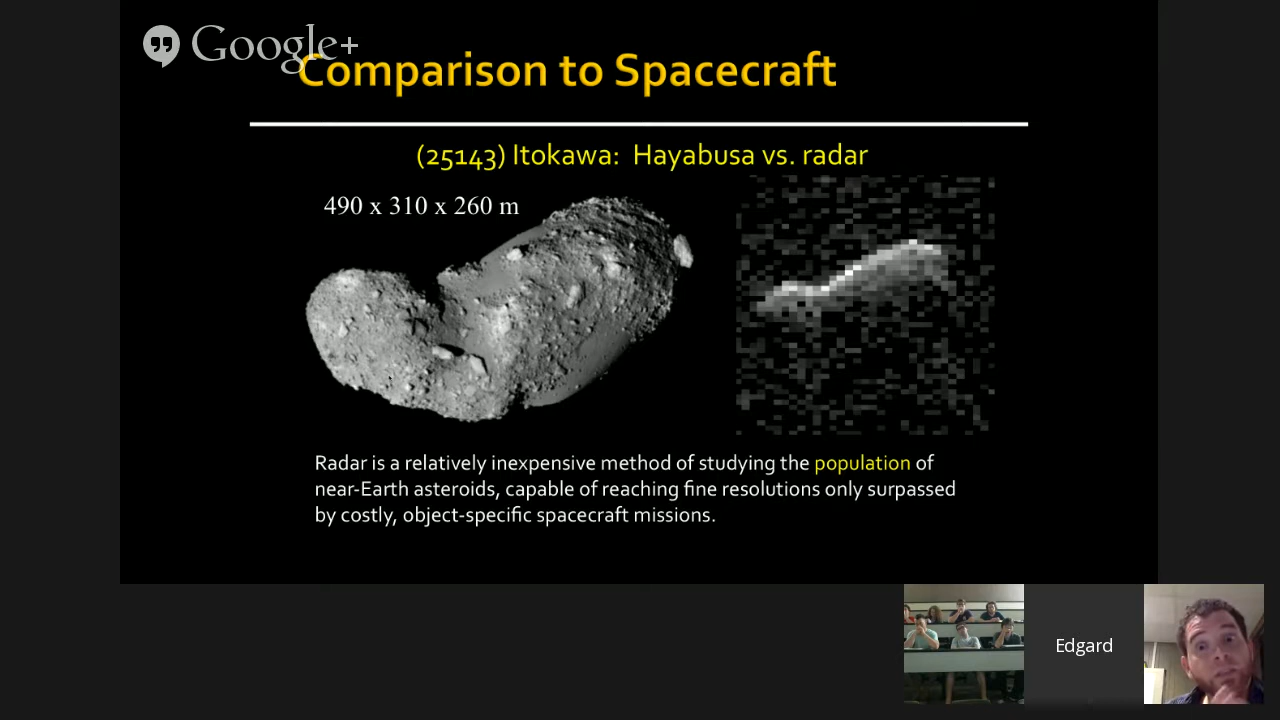 Google+
Comparison to Spacecraft
(25143) Itokawa: Hayabusa vs. radar
490 x 310 x 260 m
Radar is a relatively inexpensive method of studying the population of
near-Earth asteroids, capable of reaching fine resolutions only surpassed
by costly, object-specific spacecraft missions.
Edgard